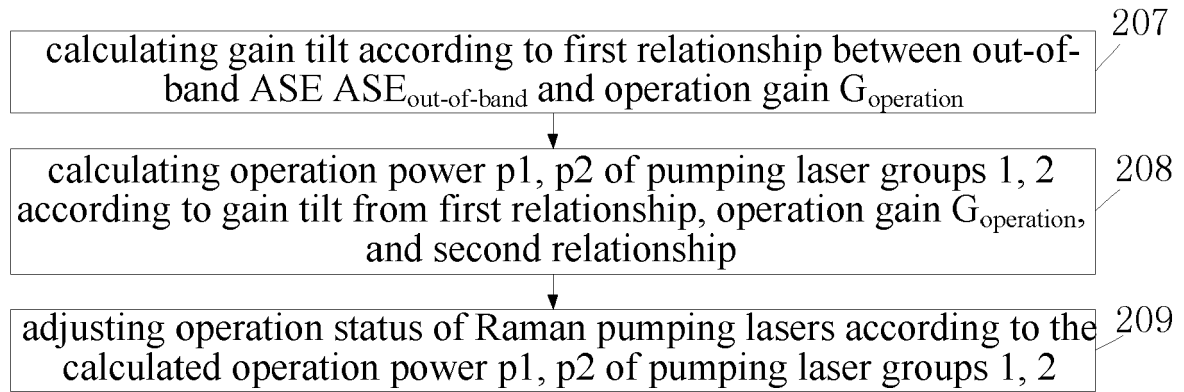 207
calculating gain tilt according to first relationship between out-of-
band ASE ASEout-of-band and operation gain Goperation
calculating operation power p1, p2 of pumping laser groups 1, 2
208
according to gain tilt from first relationship, operation gain Goperation,
and second relationship
adjusting operation status of Raman pumping lasers according to the
209
calculated operation power p1, p2 of pumping laser groups 1, 2